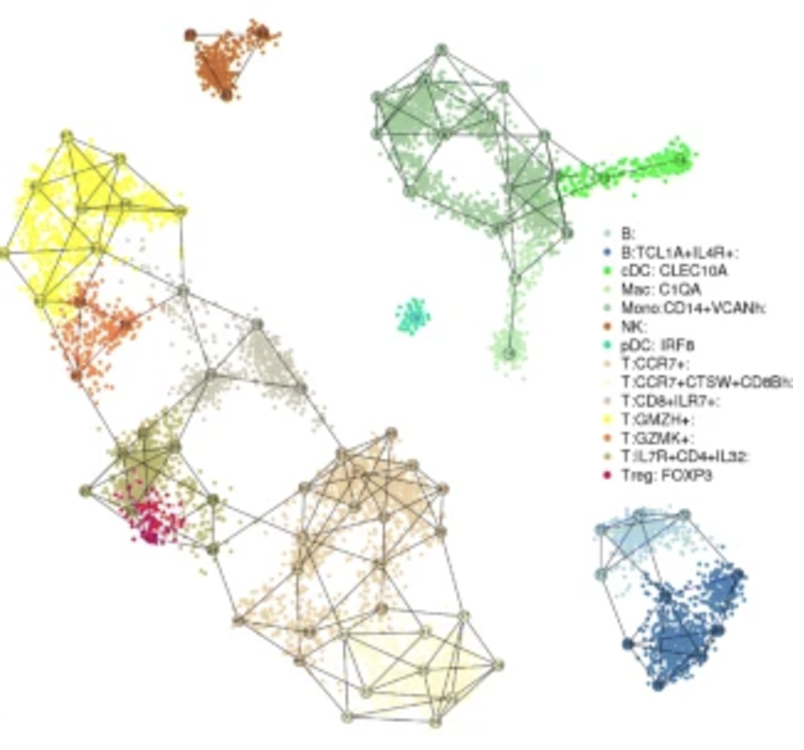 B:
B:TCL1A+IL4R+:
cDC: CLEC10A
Mac: C1QA
Mono:CD14+VCANh:
NK:
pDC: IRF8
T:CCR7+:
T:CCR7+CTSW+CD8Bh:
T:CD8+ILR7+:
T:GMZH+:
T:GZMK+:
T:IL7R+CD4+IL32:
Treg: FOXP3